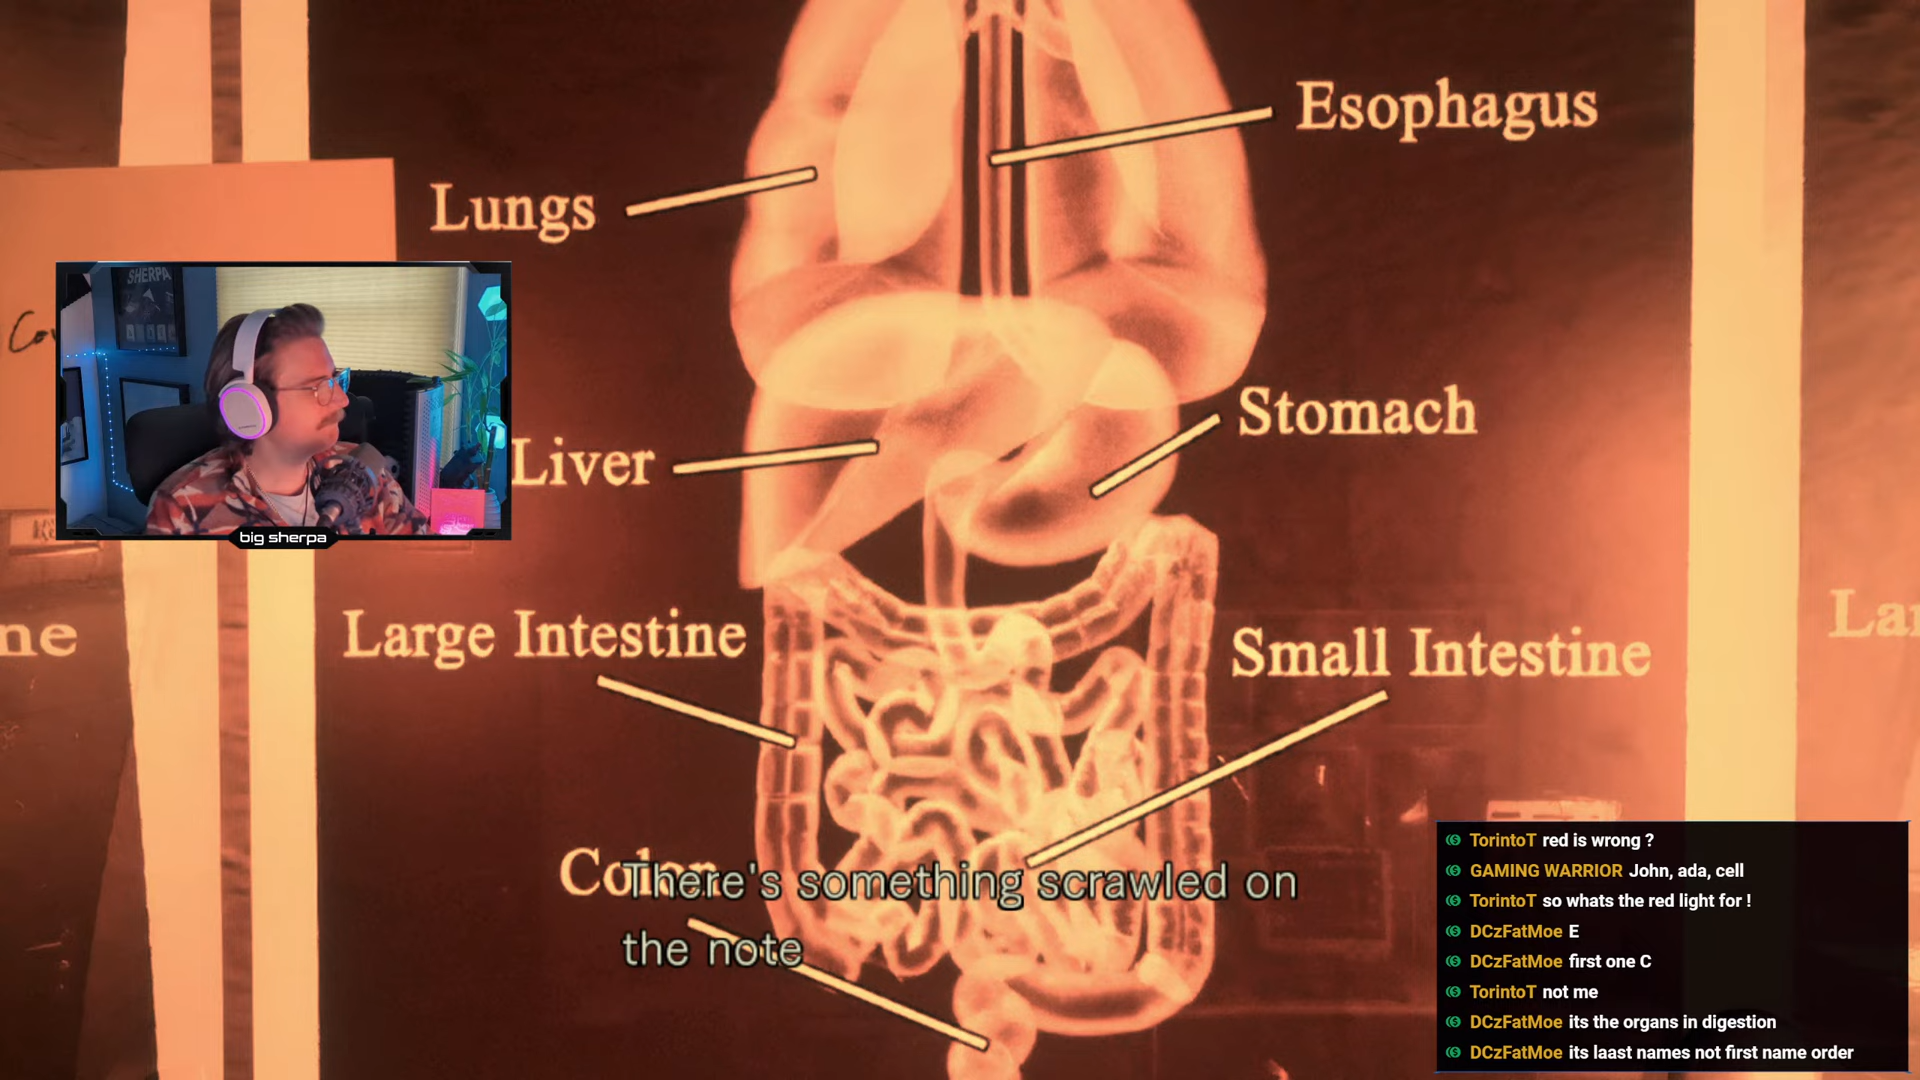 Esophagus
Lungs
SHERPA
Stomach
Liver
big sherpa
ne
Large Intestine
Small Intestine
There's something scrawled on
the note
TorintoT red is wrong ?
GAMING WARRIOR John, ada, cell
TorintoT so whats the red light for !
DCzFatMoe E
DCzFatMoe first one C
TorintoT not me
DCzFatMoe its the organs in digestion
DCzFatMoe its laast names not first name order